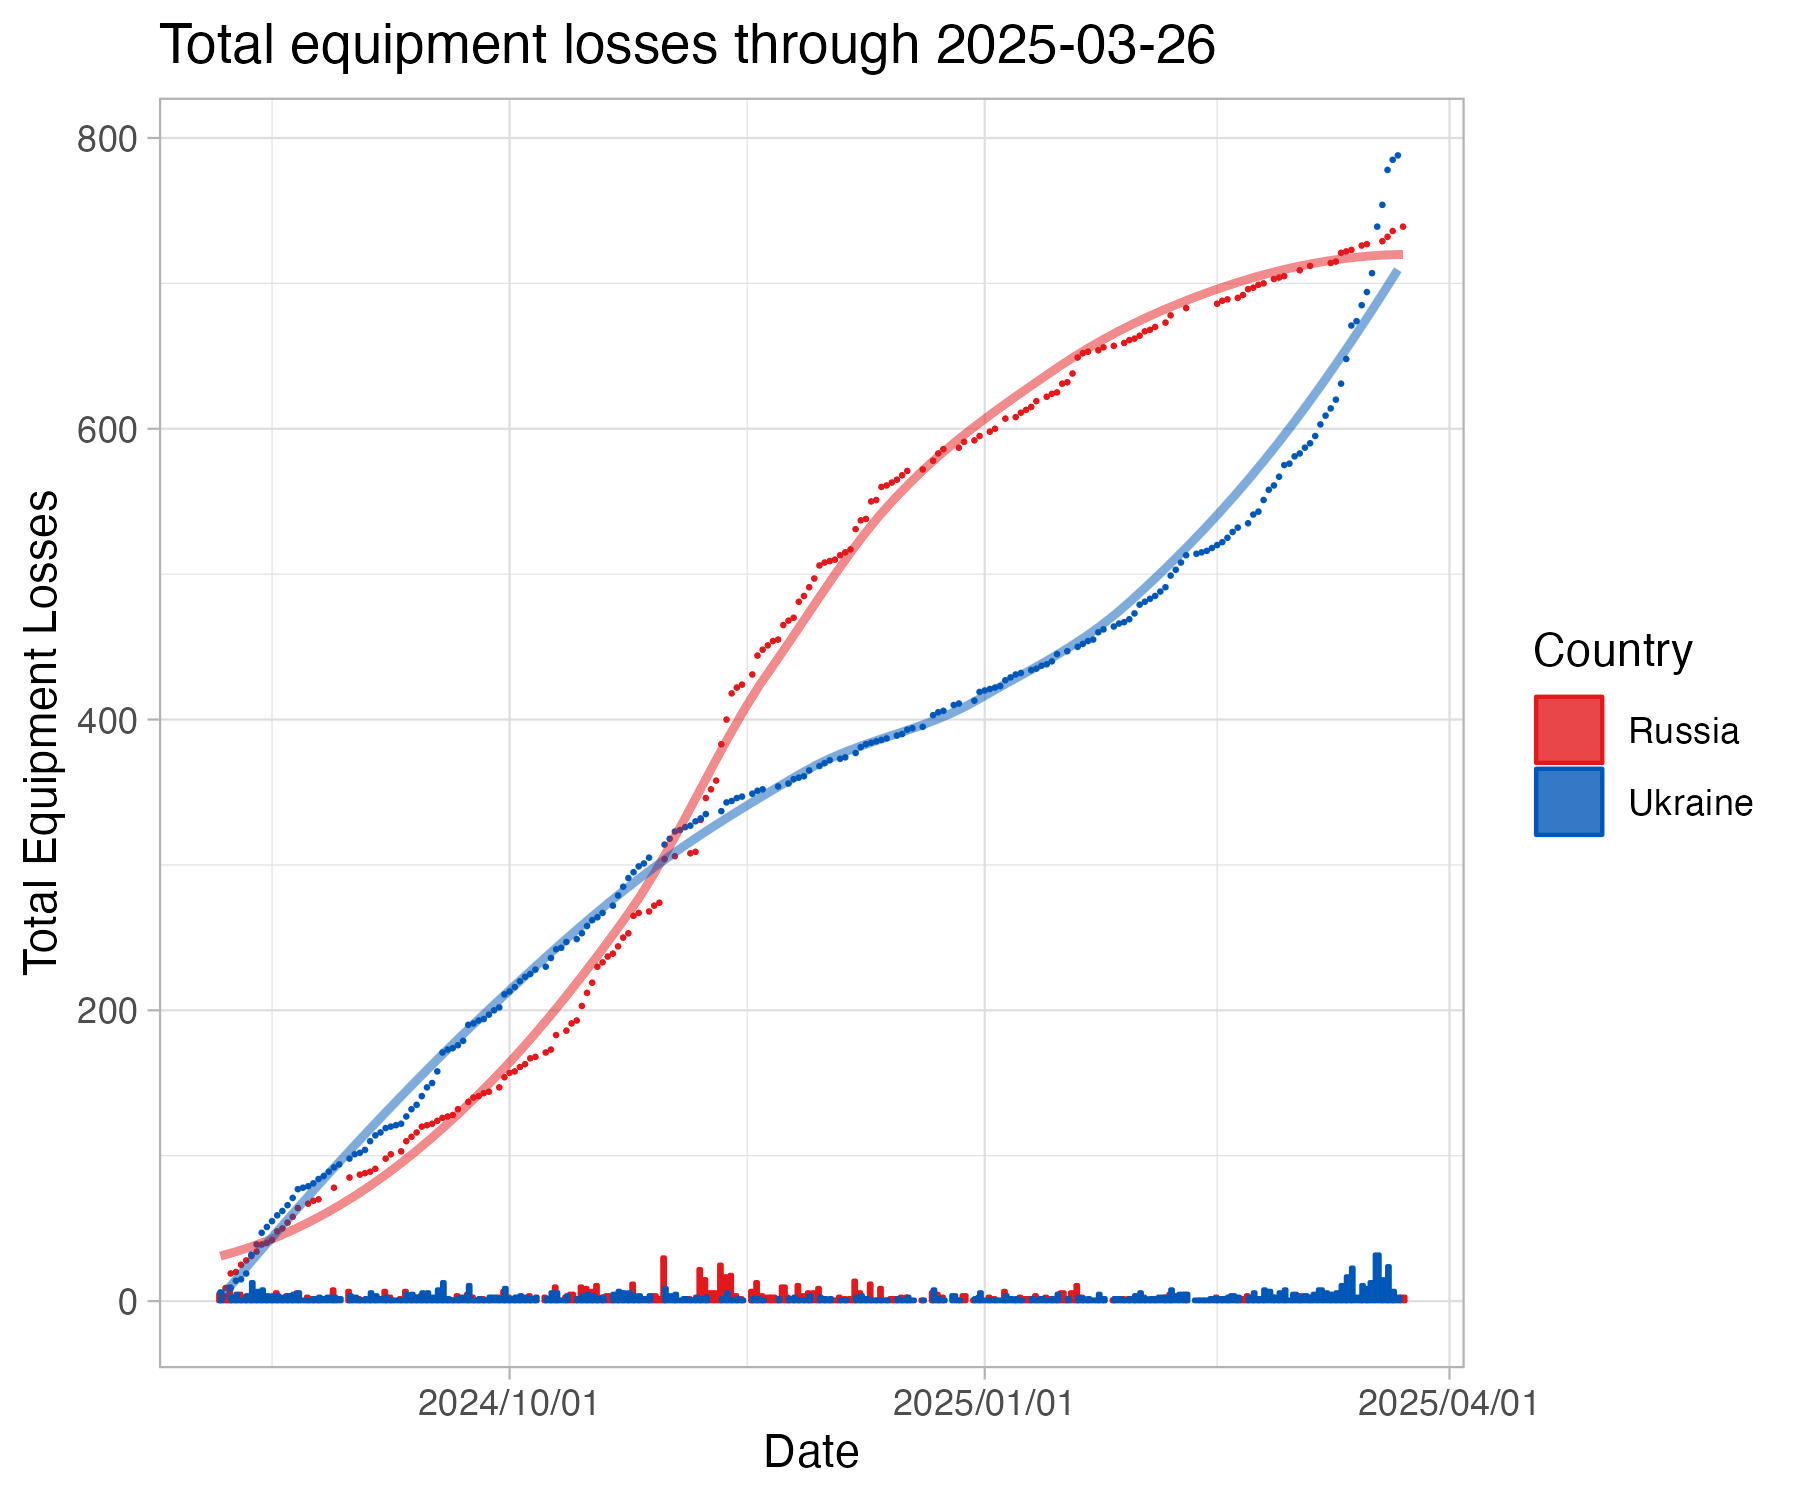 Total equipment losses through 2025-03-26
Total Equipment Losses
800
600
400
200
0
2024/10/01
2025/01/01
2025/04/01
Date
Country
Russia
Ukraine